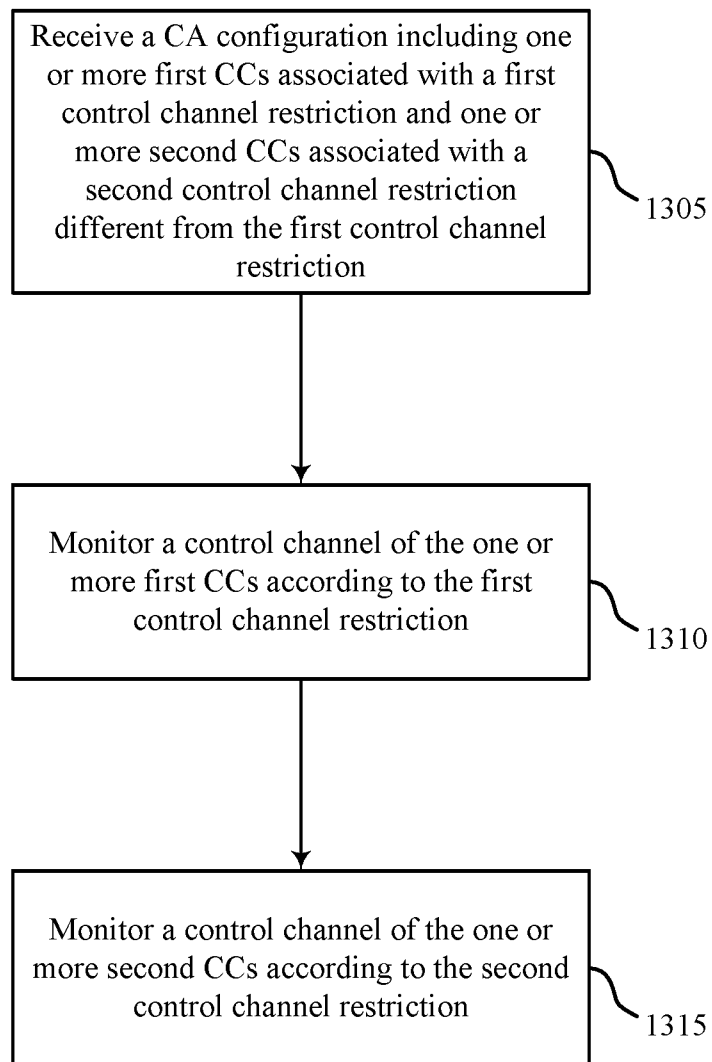 Receive a CA configuration including one
or more first CCs associated with a first
control channel restriction and one or
more second CCs associated with a
second control channel restriction
different from the first control channel
restriction
1305
Monitor a control channel of the one or
more first CCs according to the first
control channel restriction
1310
Monitor a control channel of the one or
more second CCs according to the second
control channel restriction
1315